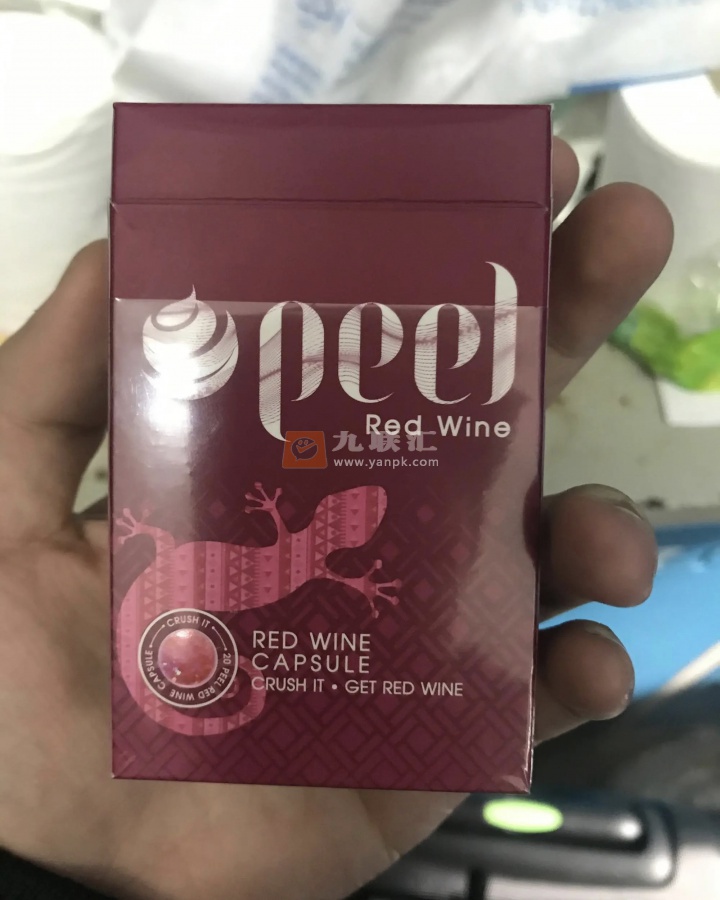 peel
Red Wine
九联汇
www.yanpk.com
CRUSH IT
20 PEEL RED WINE CAPSULE
RED WINE
CAPSULE
CRUSH IT • GET RED WINE